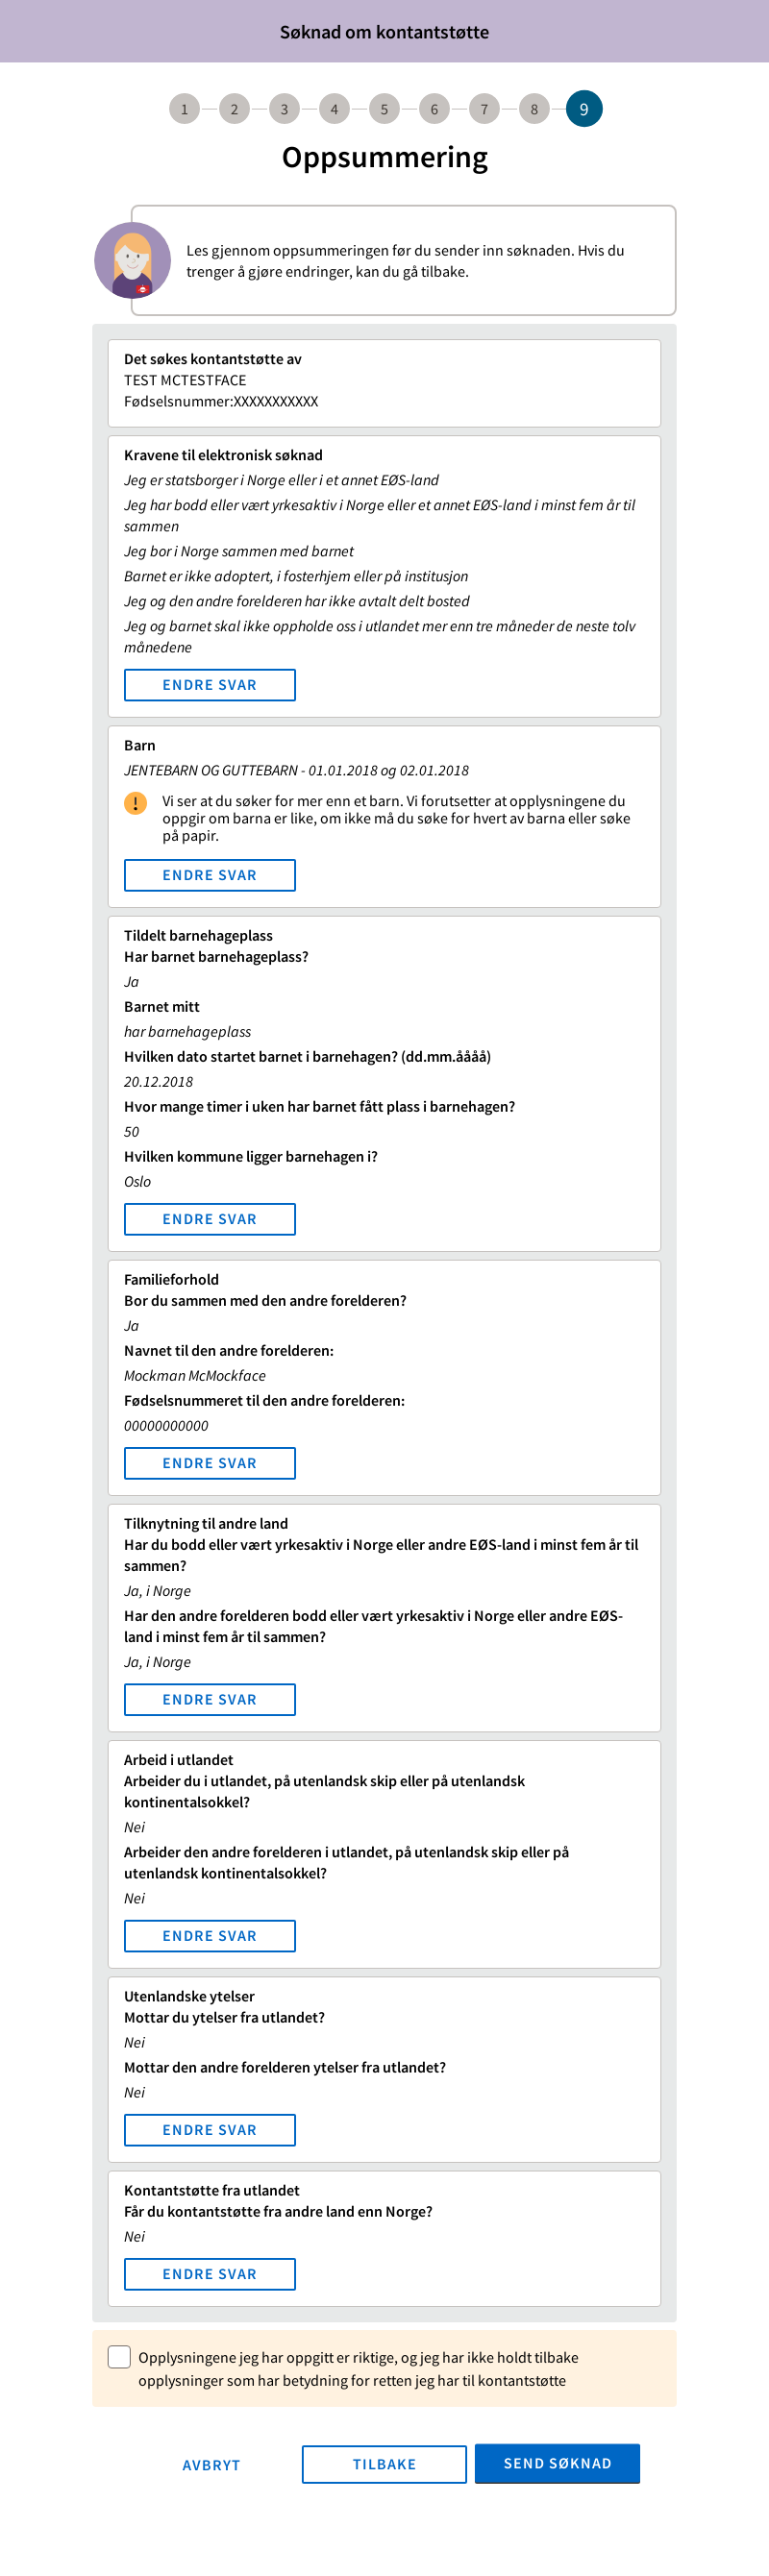 Søknad om kontantstøtte
1 2 3 4 5 6 7 8 9
Oppsummering
Les gjennom oppsummeringen før du sender inn søknaden. Hvis du
trenger å gjøre endringer, kan du gå tilbake.
Det søkes kontantstøtte av
TEST MCTESTFACE
Fødselsnummer:XXXXXXXXXXX
Kravene til elektronisk søknad
Jeg er statsborger i Norge eller i et annet EØS-land
Jeg har bodd eller vært yrkesaktiv i Norge eller et annet EØS-land i minst fem år til
sammen
Jeg bor i Norge sammen med barnet
Barnet er ikke adoptert, i fosterhjem eller på institusjon
Jeg og den andre forelderen har ikke avtalt delt bosted
Jeg og barnet skal ikke oppholde oss i utlandet mer enn tre måneder de neste tolv
månedene
ENDRE SVAR
Barn
JENTEBARN OG GUTTEBARN - 01.01.2018 og 02.01.2018
! Vi ser at du søker for mer enn et barn. Vi forutsetter at opplysningene du
oppgir om barna er like, om ikke må du søke for hvert av barna eller søke
på papir.
ENDRE SVAR
Tildelt barnehageplass
Har barnet barnehageplass?
Ja
Barnet mitt
har barnehageplass
Hvilken dato startet barnet i barnehagen? (dd.mm.åååå)
20.12.2018
Hvor mange timer i uken har barnet fått plass i barnehagen?
50
Hvilken kommune ligger barnehagen i?
Oslo
ENDRE SVAR
Familieforhold
Bor du sammen med den andre forelderen?
Ja
Navnet til den andre forelderen:
Mockman McMockface
Fødselsnummeret til den andre forelderen:
00000000000
ENDRE SVAR
Tilknytning til andre land
Har du bodd eller vært yrkesaktiv i Norge eller andre EØS-land i minst fem år til
sammen?
Ja, i Norge
Har den andre forelderen bodd eller vært yrkesaktiv i Norge eller andre EØS-
land i minst fem år til sammen?
Ja, i Norge
ENDRE SVAR
Arbeid i utlandet
Arbeider du i utlandet, på utenlandsk skip eller på utenlandsk
kontinentalsokkel?
Nei
Arbeider den andre forelderen i utlandet, på utenlandsk skip eller på
utenlandsk kontinentalsokkel?
Nei
ENDRE SVAR
Utenlandske ytelser
Mottar du ytelser fra utlandet?
Nei
Mottar den andre forelderen ytelser fra utlandet?
Nei
ENDRE SVAR
Kontantstøtte fra utlandet
Får du kontantstøtte fra andre land enn Norge?
Nei
ENDRE SVAR
Opplysningene jeg har oppgitt er riktige, og jeg har ikke holdt tilbake
opplysninger som har betydning for retten jeg har til kontantstøtte
AVBRYT TILBAKE SEND SØKNAD